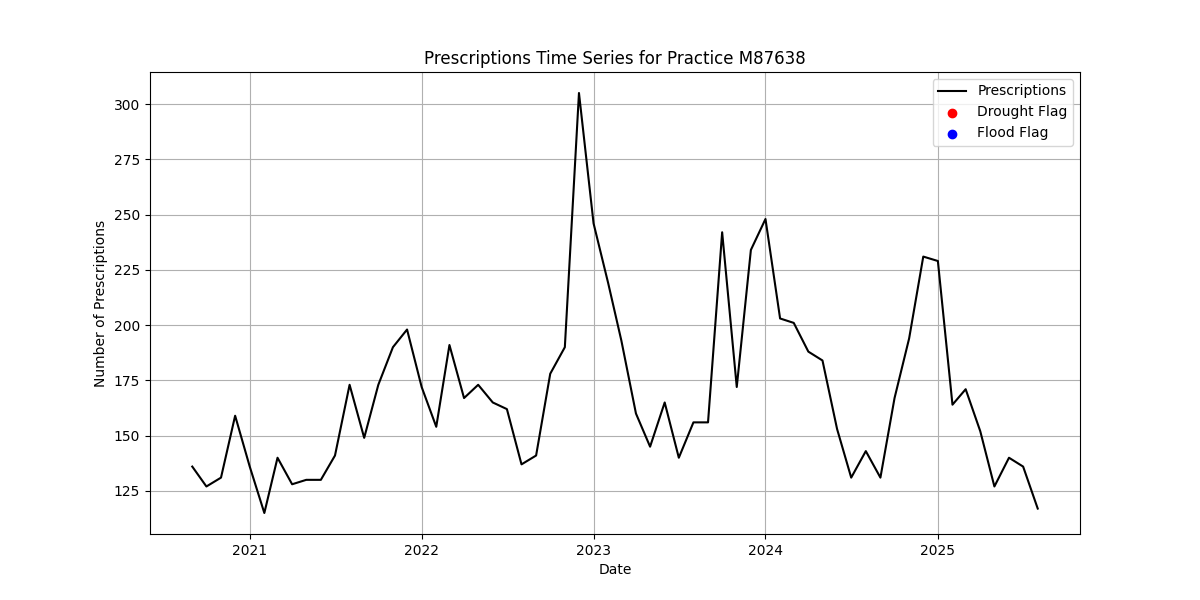 Prescriptions Time Series for Practice M87638
Prescriptions
Drought Flag
Flood Flag
Number of Prescriptions
300
275
250
225
200
175
150
125
2021 2022 2023 2024 2025
Date